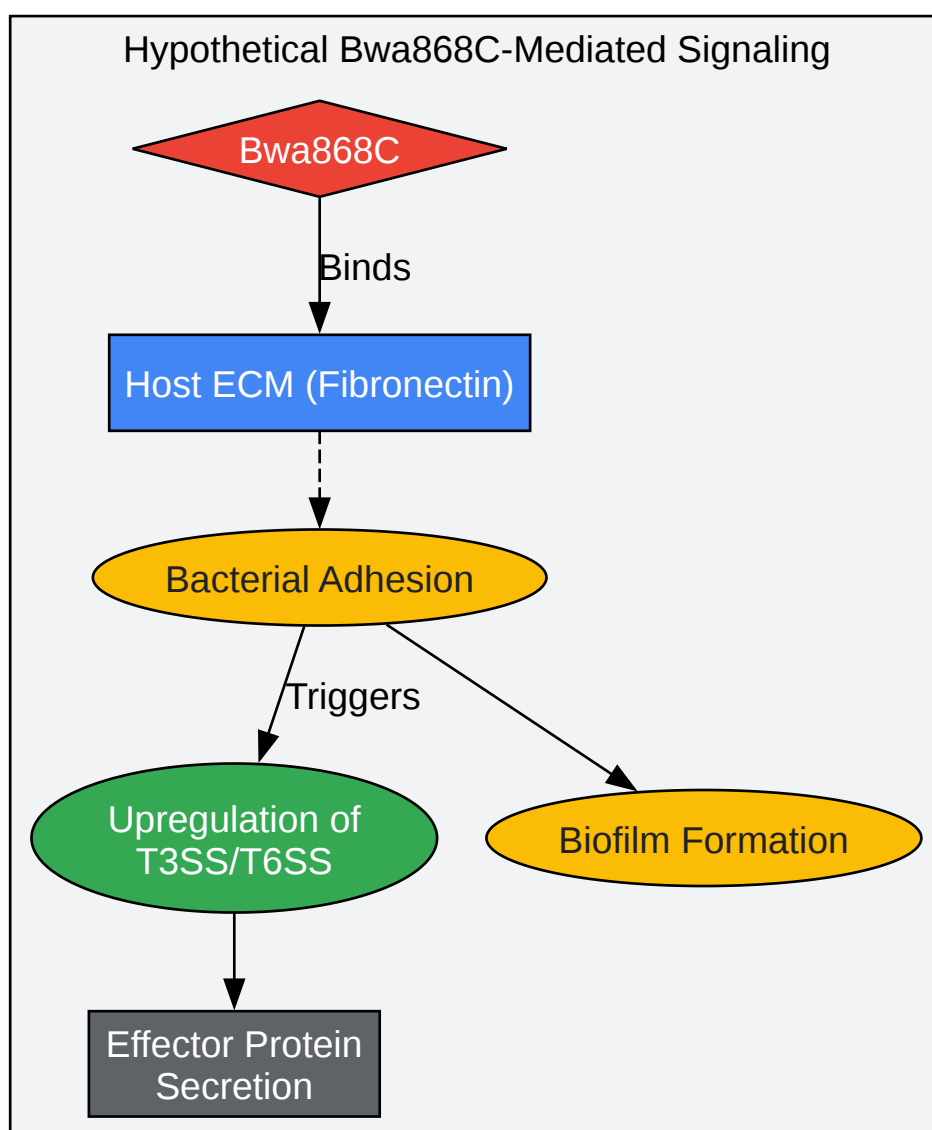 Hypothetical Bwa868C-Mediated Signaling
Bwa868C
Binds
Host ECM (Fibronectin)
Bacterial Adhesion
Triggers
Upregulation of
T3SS/T6SS
Biofilm Formation
Effector Protein
Secretion